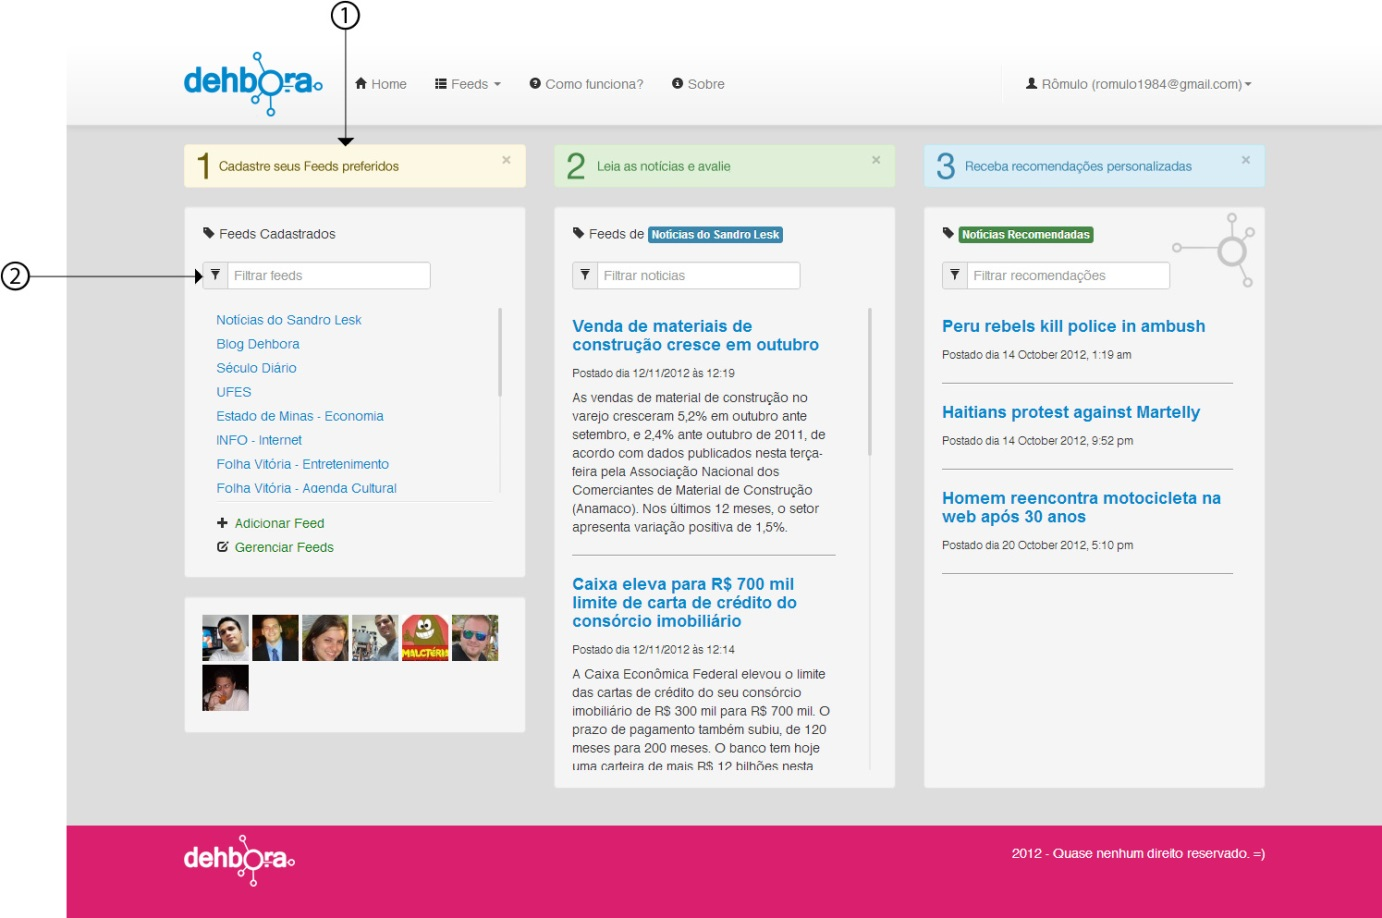 1
dehbora
Home
Feeds
Como funciona?
Sobre
Rômulo (romulo1984@gmail.com)
1 Cadastre seus Feeds preferidos ×
2 Leia as notícias e avalie ×
3 Receba recomendações personalizadas ×
Feeds Cadastrados
2
Filtrar feeds
Notícias do Sandro Lesk
Blog Dehbora
Século Diário
UFES
Estado de Minas - Economia
INFO - Internet
Folha Vitória - Entretenimento
Folha Vitória - Agenda Cultural
Adicionar Feed
Gerenciar Feeds
MALCTÉRIA
Feeds de Notícias do Sandro Lesk
Filtrar notícias
Venda de materiais de
construção cresce em outubro
Postado dia 12/11/2012 às 12:19
As vendas de material de construção no
varejo cresceram 5,2% em outubro ante
setembro, e 2,4% ante outubro de 2011, de
acordo com dados publicados nesta terça-
feira pela Associação Nacional dos
Comerciantes de Material de Construção
(Anamaco). Nos últimos 12 meses, o setor
apresenta variação positiva de 1,5%.
Caixa eleva para R$ 700 mil
limite de carta de crédito do
consórcio imobiliário
Postado dia 12/11/2012 às 12:14
A Caixa Econômica Federal elevou o limite
das cartas de crédito do seu consórcio
imobiliário de R$ 300 mil para R$ 700 mil. O
prazo de pagamento também subiu, de 120
meses para 200 meses. O banco tem hoje
uma carteira de mais R$ 12 bilhões nesta
Notícias Recomendadas
Filtrar recomendações
Peru rebels kill police in ambush
Postado dia 14 October 2012, 1:19 am
Haitians protest against Martelly
Postado dia 14 October 2012, 9:52 pm
Homem reencontra motocicleta na
web após 30 anos
Postado dia 20 October 2012, 5:10 pm
dehbora
2012 - Quase nenhum direito reservado. =)